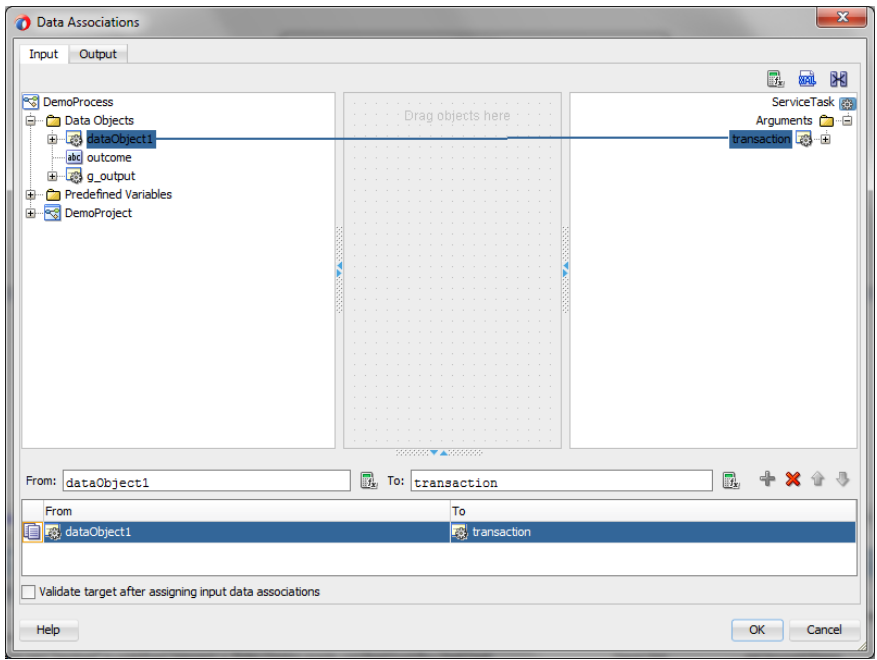 Data Associations
Input Output
DemoProcess
Data Objects
dataObject1
abc outcome
g_output
Predefined Variables
DemoProject
Drag objects here
ServiceTask
Arguments
transaction
From: dataObject1 To: transaction
From To
dataObject1 transaction
Validate target after assigning input data associations
Help OK Cancel